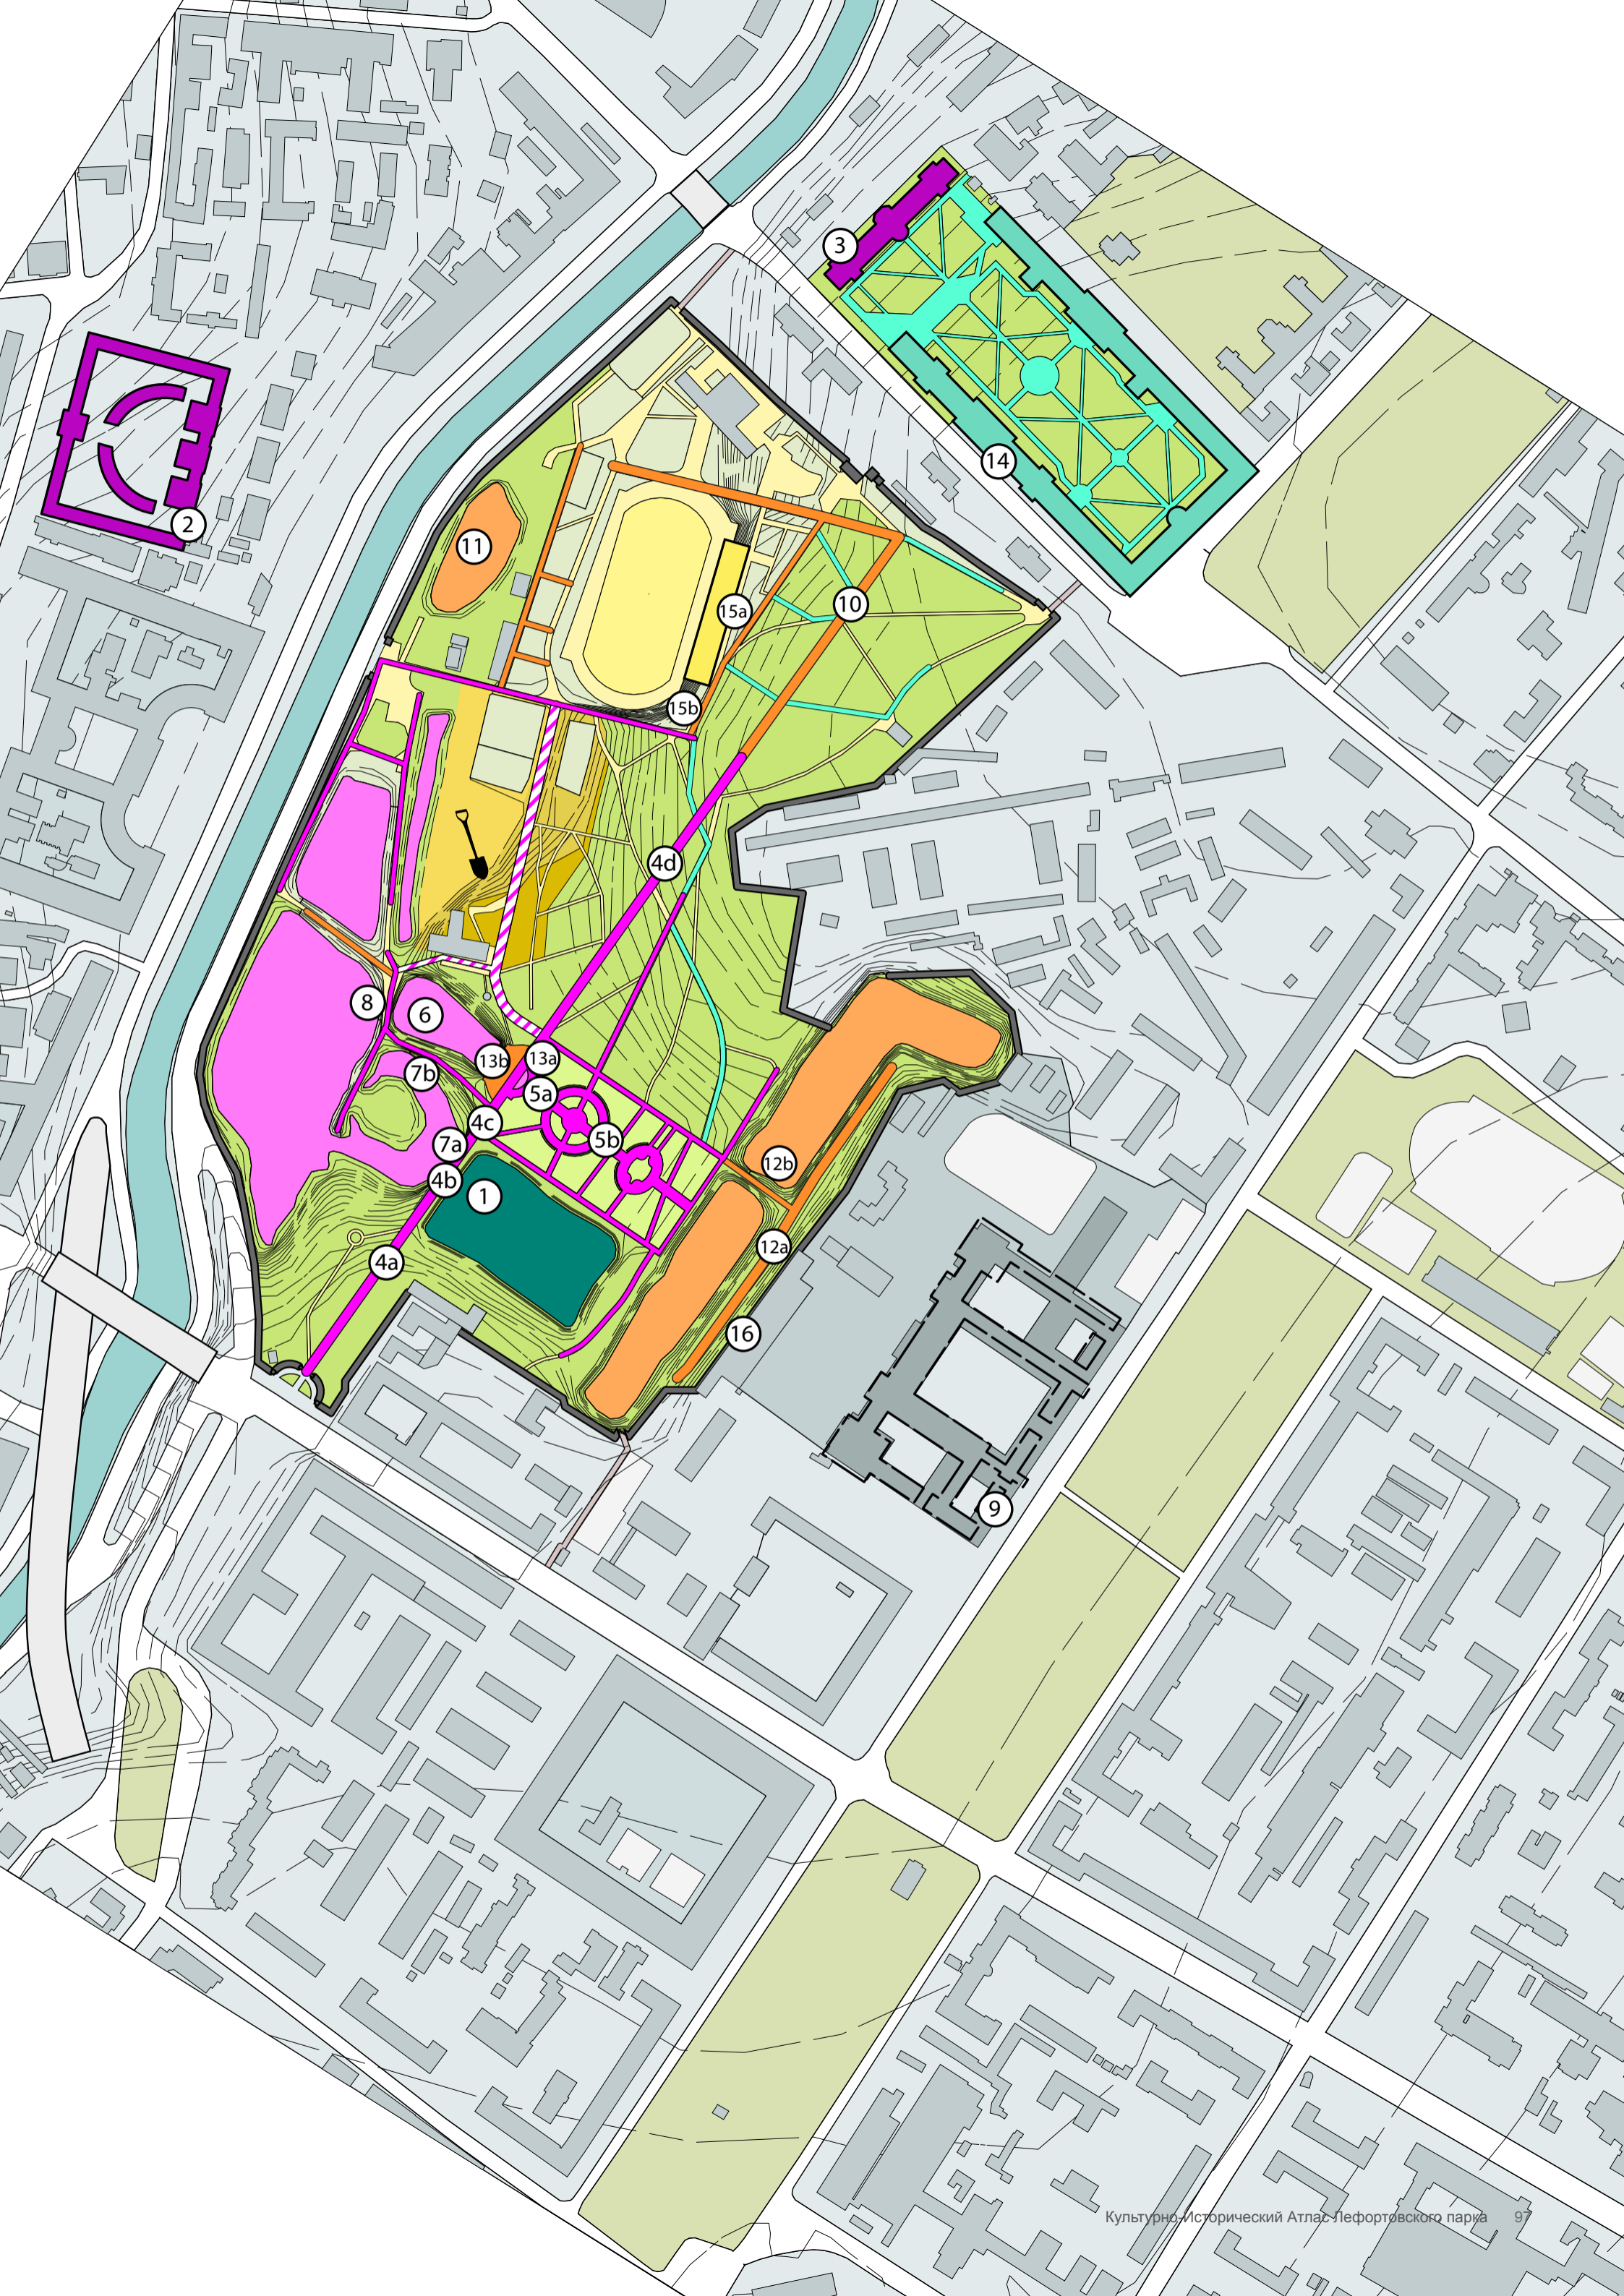 3
2
14
11
10
15a
15b
4d
8
6
13b
13a
7b
5a
4c
5b
7a
12b
4b
1
12a
4a
16
9
Культурно-Исторический Атлас Лефортовского парка 97